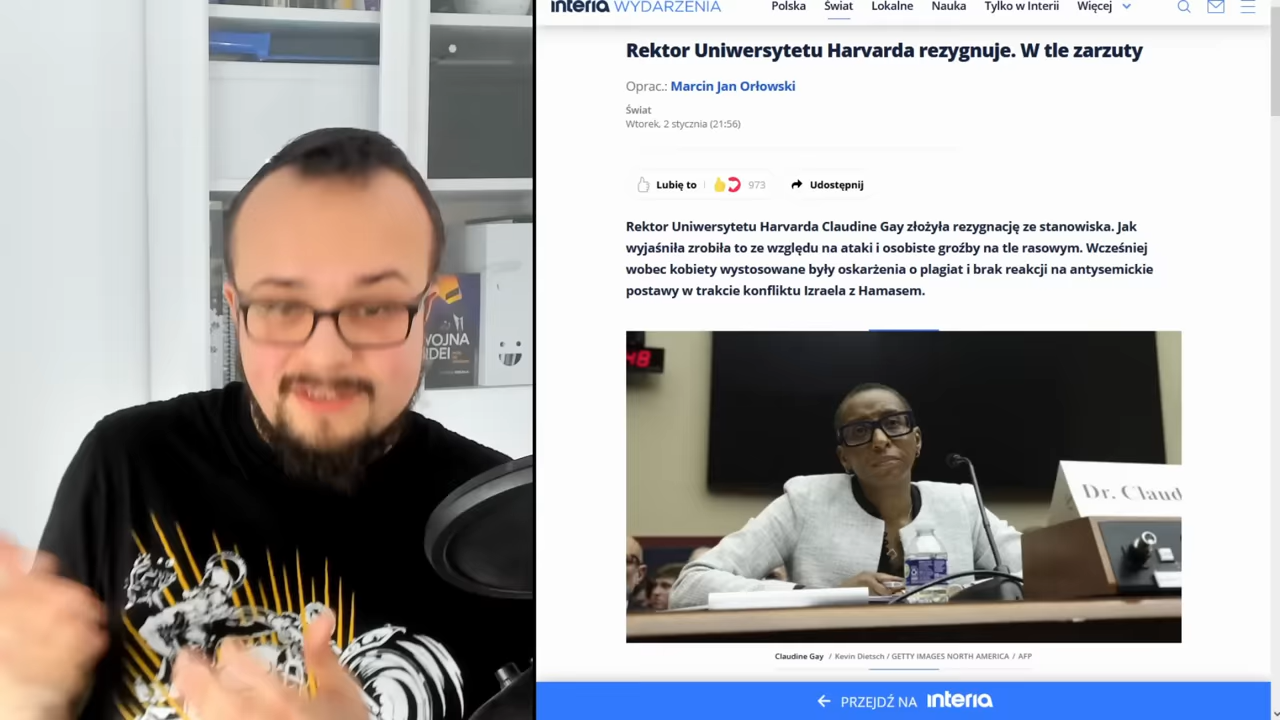 interia WYDARZENIA
Polska Świat Lokalne Nauka Tylko w Interii Więcej
Rektor Uniwersytetu Harvarda rezygnuje. W tle zarzuty
Oprac.: Marcin Jan Orłowski
Świat
Wtorek, 2 stycznia (21:56)
Lubię to 973 Udostępnij
Rektor Uniwersytetu Harvarda Claudine Gay złożyła rezygnację ze stanowiska. Jak
wyjaśniła zrobiła to ze względu na ataki i osobiste groźby na tle rasowym. Wcześniej
wobec kobiety wystosowane były oskarżenia o plagiat i brak reakcji na antysemickie
postawy w trakcie konfliktu Izraela z Hamasem.
48
Dr. Claud
Claudine Gay / Kevin Dietsch / GETTY IMAGES NORTH AMERICA / AFP
PRZEJDŹ NA interia
WOJNA
IDEI